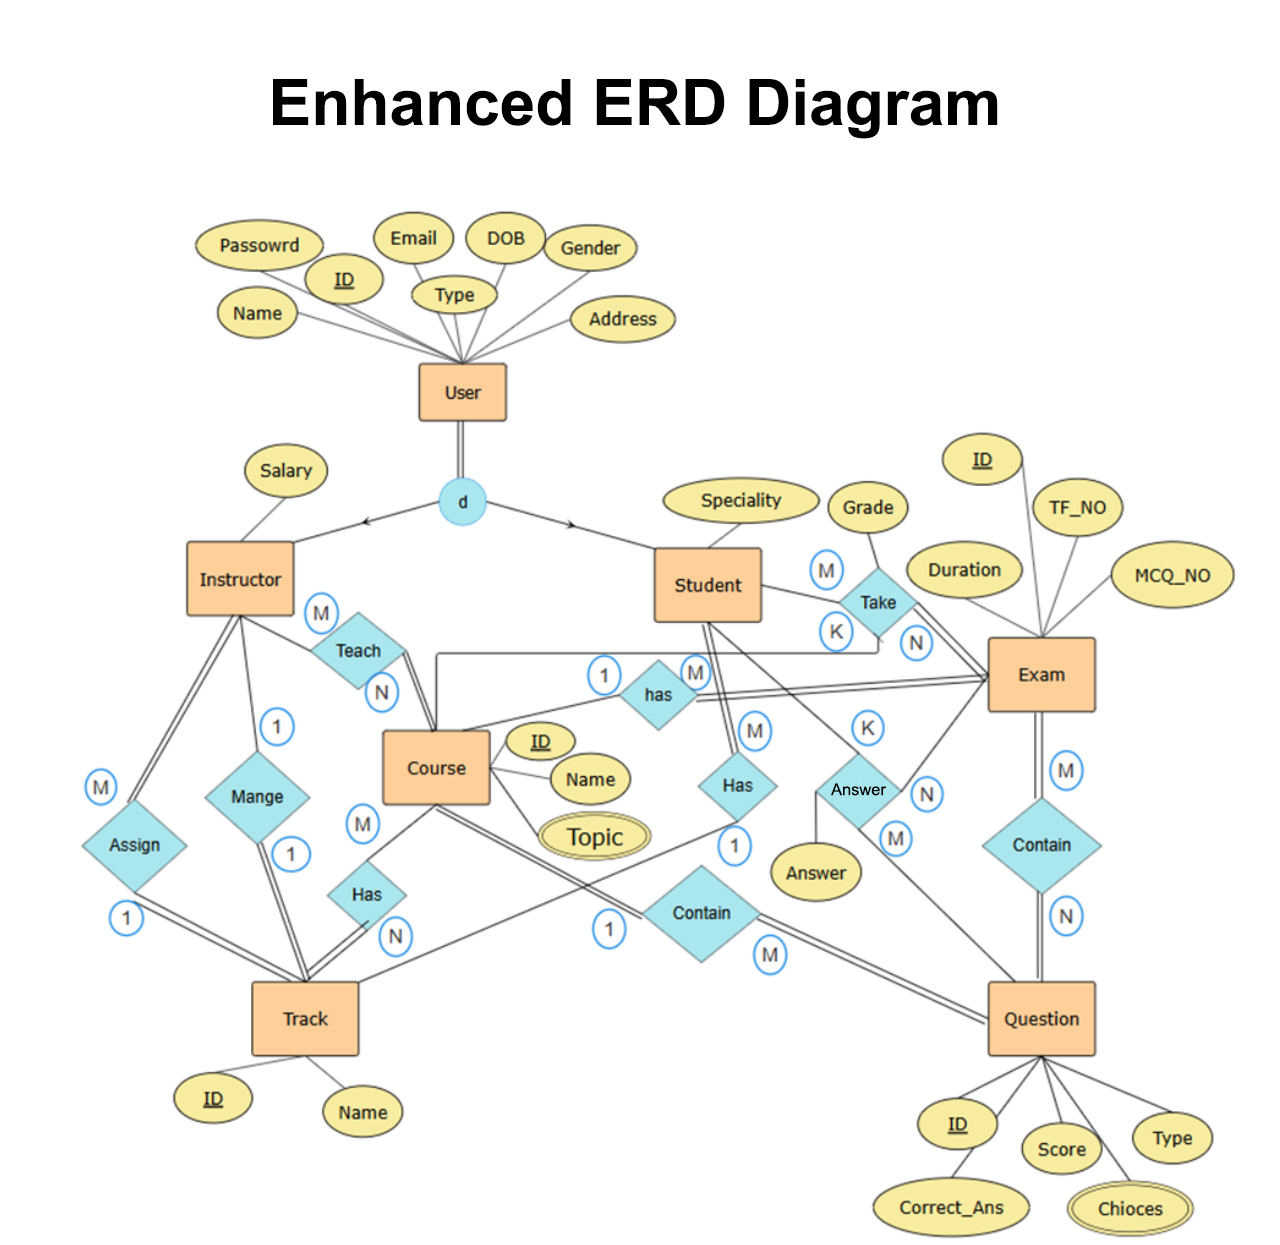 Enhanced ERD Diagram
Passowrd
Email
DOB
Gender
ID
Type
Name
Address
User
Salary
d
Speciality
Grade
ID
TF_NO
Duration
MCQ_NO
Instructor
Student
M
Take
M
Teach
K
N
N
1
has
M
Exam
1
ID
M
K
Course
Name
M
Mange
Has
Answer
N
M
M
Topic
Assign
1
1
M
Contain
Answer
Has
1
N
1
Contain
M
N
Track
Question
ID
Name
ID
Score
Type
Correct_Ans
Chioces